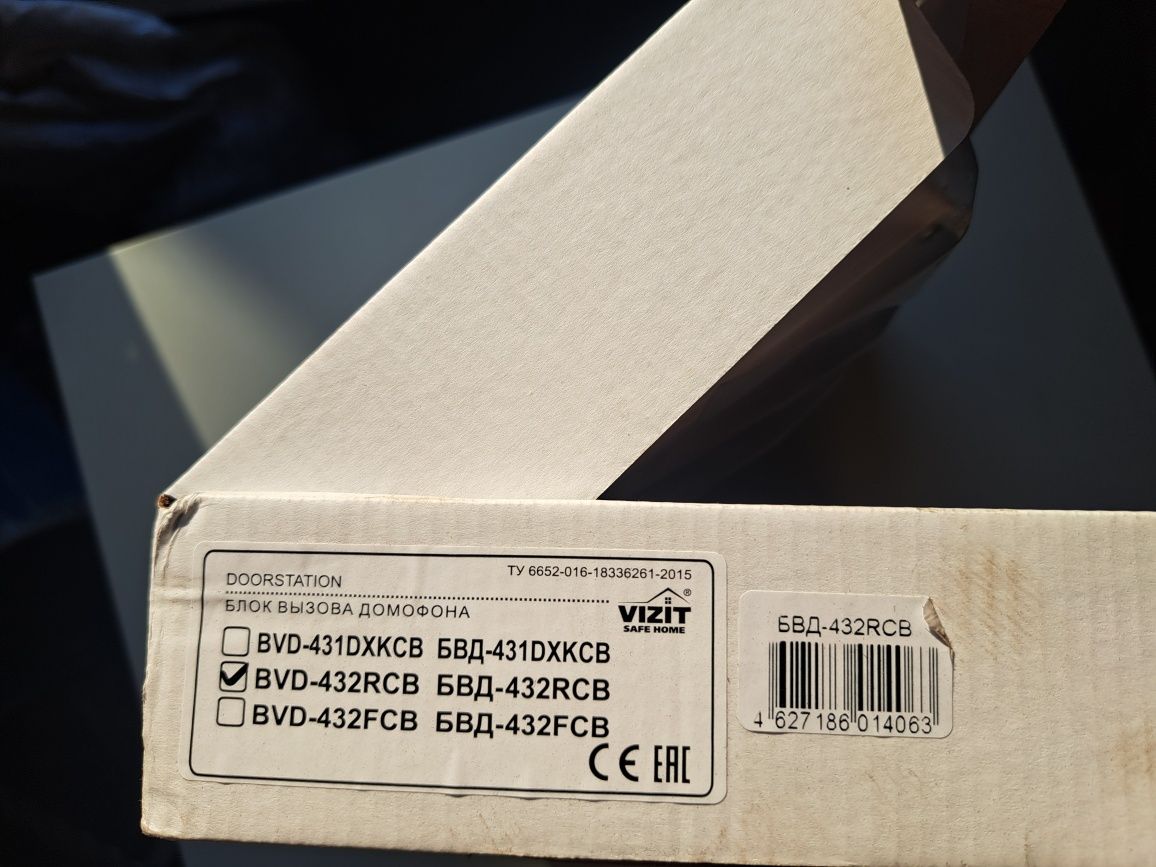 DOORSTATION
ТУ 6652-016-18336261-2015
БЛОК ВЫЗОВА ДОМОФОНА
VIZIT®
SAFE HOME
BVD-431DXKCB БВД-431DXKCB
BVD-432RCB БВД-432RCB
BVD-432FCB БВД-432FCB
CE EAC
БВД-432RCB
4 627186 014063